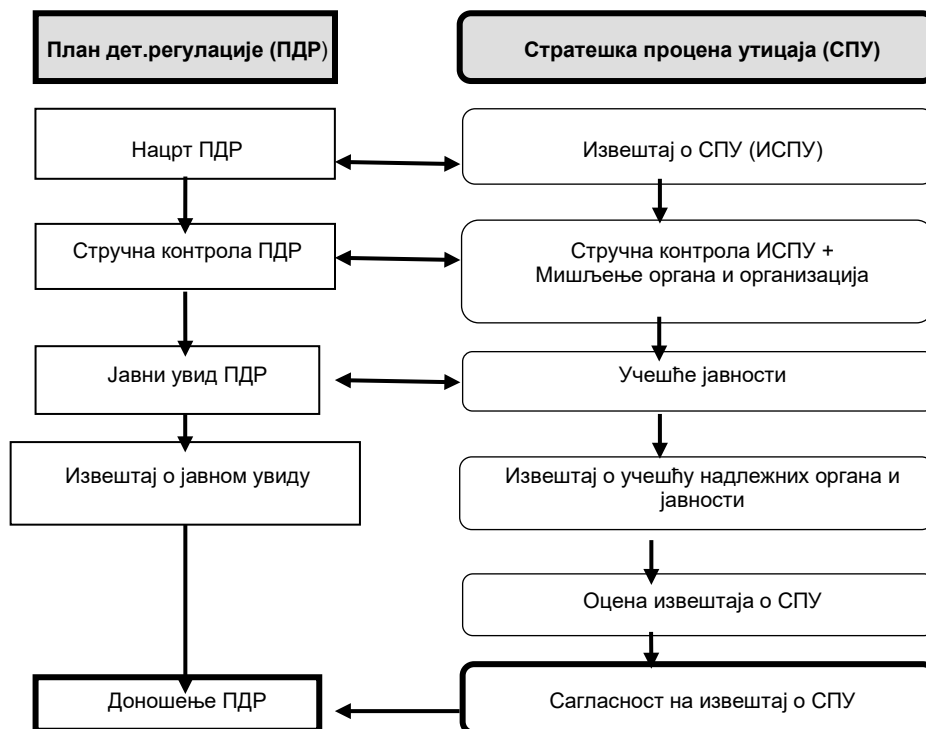 План дет.регулације (ПДР)
Стратешка процена утицаја (СПУ)
Нацрт ПДР
Извештај о СПУ (ИСПУ)
Стручна контрола ПДР
Стручна контрола ИСПУ +
Мишљење органа и организација
Јавни увид ПДР
Учешће јавности
Извештај о јавном увиду
Извештај о учешћу надлежних органа и
јавности
Оцена извештаја о СПУ
Доношење ПДР
Сагласност на извештај о СПУ